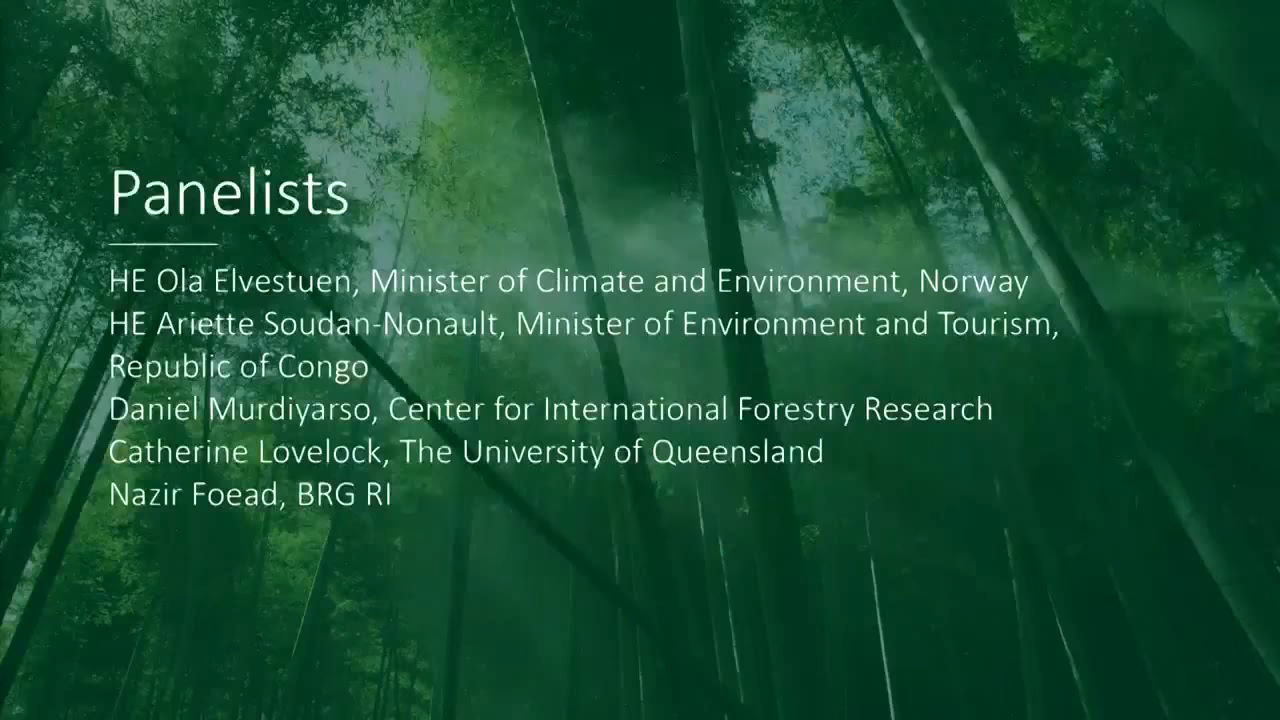 Panelists
HE Ola Elvestuen, Minister of Climate and Environment, Norway
HE Ariette Soudan-Nonault, Minister of Environment and Tourism,
Republic of Congo
Daniel Murdiyarso, Center for International Forestry Research
Catherine Lovelock, The University of Queensland
Nazir Foead, BRG RI